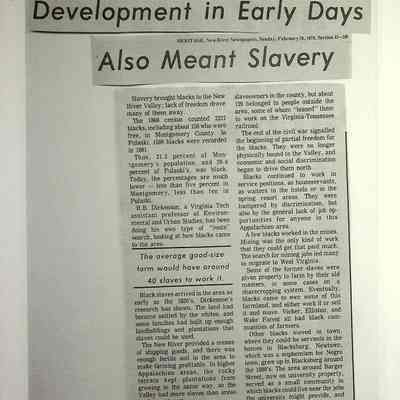 Development in Early Days
HERITAGE, New River Newspapers, Sunday, February
Also Meant Slavery
Slavery brought blacks to the New
River Valley; lack of freedom drove
many of them away.
The 1860 census counted 2221
blacks, including about 150 who were
free, in Montgomery County. In
Pulaski, 1589 blacks were recorded
in
Thus, 21.3 percent of Mont-
gomery's population, and 29.4
percent of Pulaski's, was black.
Today, the percentages are much
lower — less than five percent in
Montgomery, less than ten in
Pulaski.
H.B. Dickenson, a Virginia Tech
assistant professor of Environ-
mental and Urban Studies, has been
doing his own type of "roots"
search, looking at how blacks came
to the area.
The average good-size
farm would have around
40 slaves to work it.
Black slaves arrived in the area as
early as the 1820's, Dickenson's
research has shown. The land had
become settled by the whites, and
some families had built up enough
landholdings and plantations that
slaves could be used.
The New River provided a means
of shipping goods, and there was
enough fertile soil in the area to
make farming profitable. In higher
Appalachian areas, the rocky
terrain kept plantations from
growing in the same way, so the
Valley had more slaves than areas
slaveowners in the county, but about
129 belonged to people outside the
area, some of whom "leased" them
to work on the Virginia-Tennessee
railroad.
The end of the civil war signalled
the beginning of partial freedom for
the blacks. They were no longer
physically bound to the Valley, and
economic and social discrimination
began to drive them north.
Blacks continued to work in
service positions, as houseservants,
as waiters in the hotels or in the
spring resort areas. They were
hampered by discrimination, but
also by the general lack of job op-
portunities for anyone in this
Appalachian area.
A few blacks worked in the mines.
Mining was the only kind of work
that they could get that paid much.
The search for mining jobs led many
to migrate to West Virginia.
Some of the former slaves were
given property to farm by their old
masters, in some cases on a
sharecropping system. Eventually,
blacks came to own some of this
farmland, and either work it or sell
it and move. Vicker, Elliston, and
Wake Forest all had black com-
munities of farmers.
Other blacks moved in town,
where they could be servants in the
homes in Blacksburg. Newtown,
which was a euphemism for Negro
town, grew up in Blacksburg around
the 1880's. The area around Barger
Street, now on university property,
served as a small community in
which blacks could live near the jobs
the university might provide, and